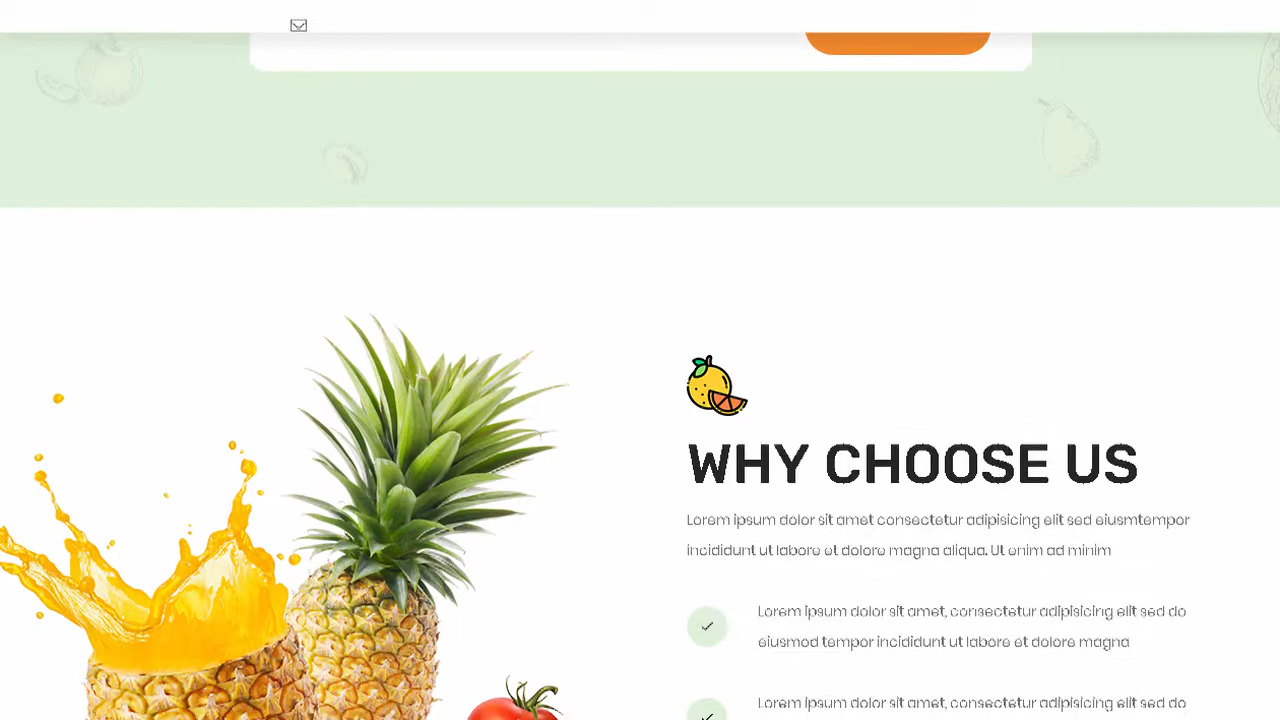 WHY CHOOSE US
Lorem ipsum dolor sit amet consectetur adipisicing elit sed eiusmtempor
incididunt ut labore et dolore magna aliqua. Ut enim ad minim
Lorem ipsum dolor sit amet, consectetur adipisicing elit sed do
eiusmod tempor incididunt ut labore et dolore magna
Lorem ipsum dolor sit amet, consectetur adipisicing elit sed do